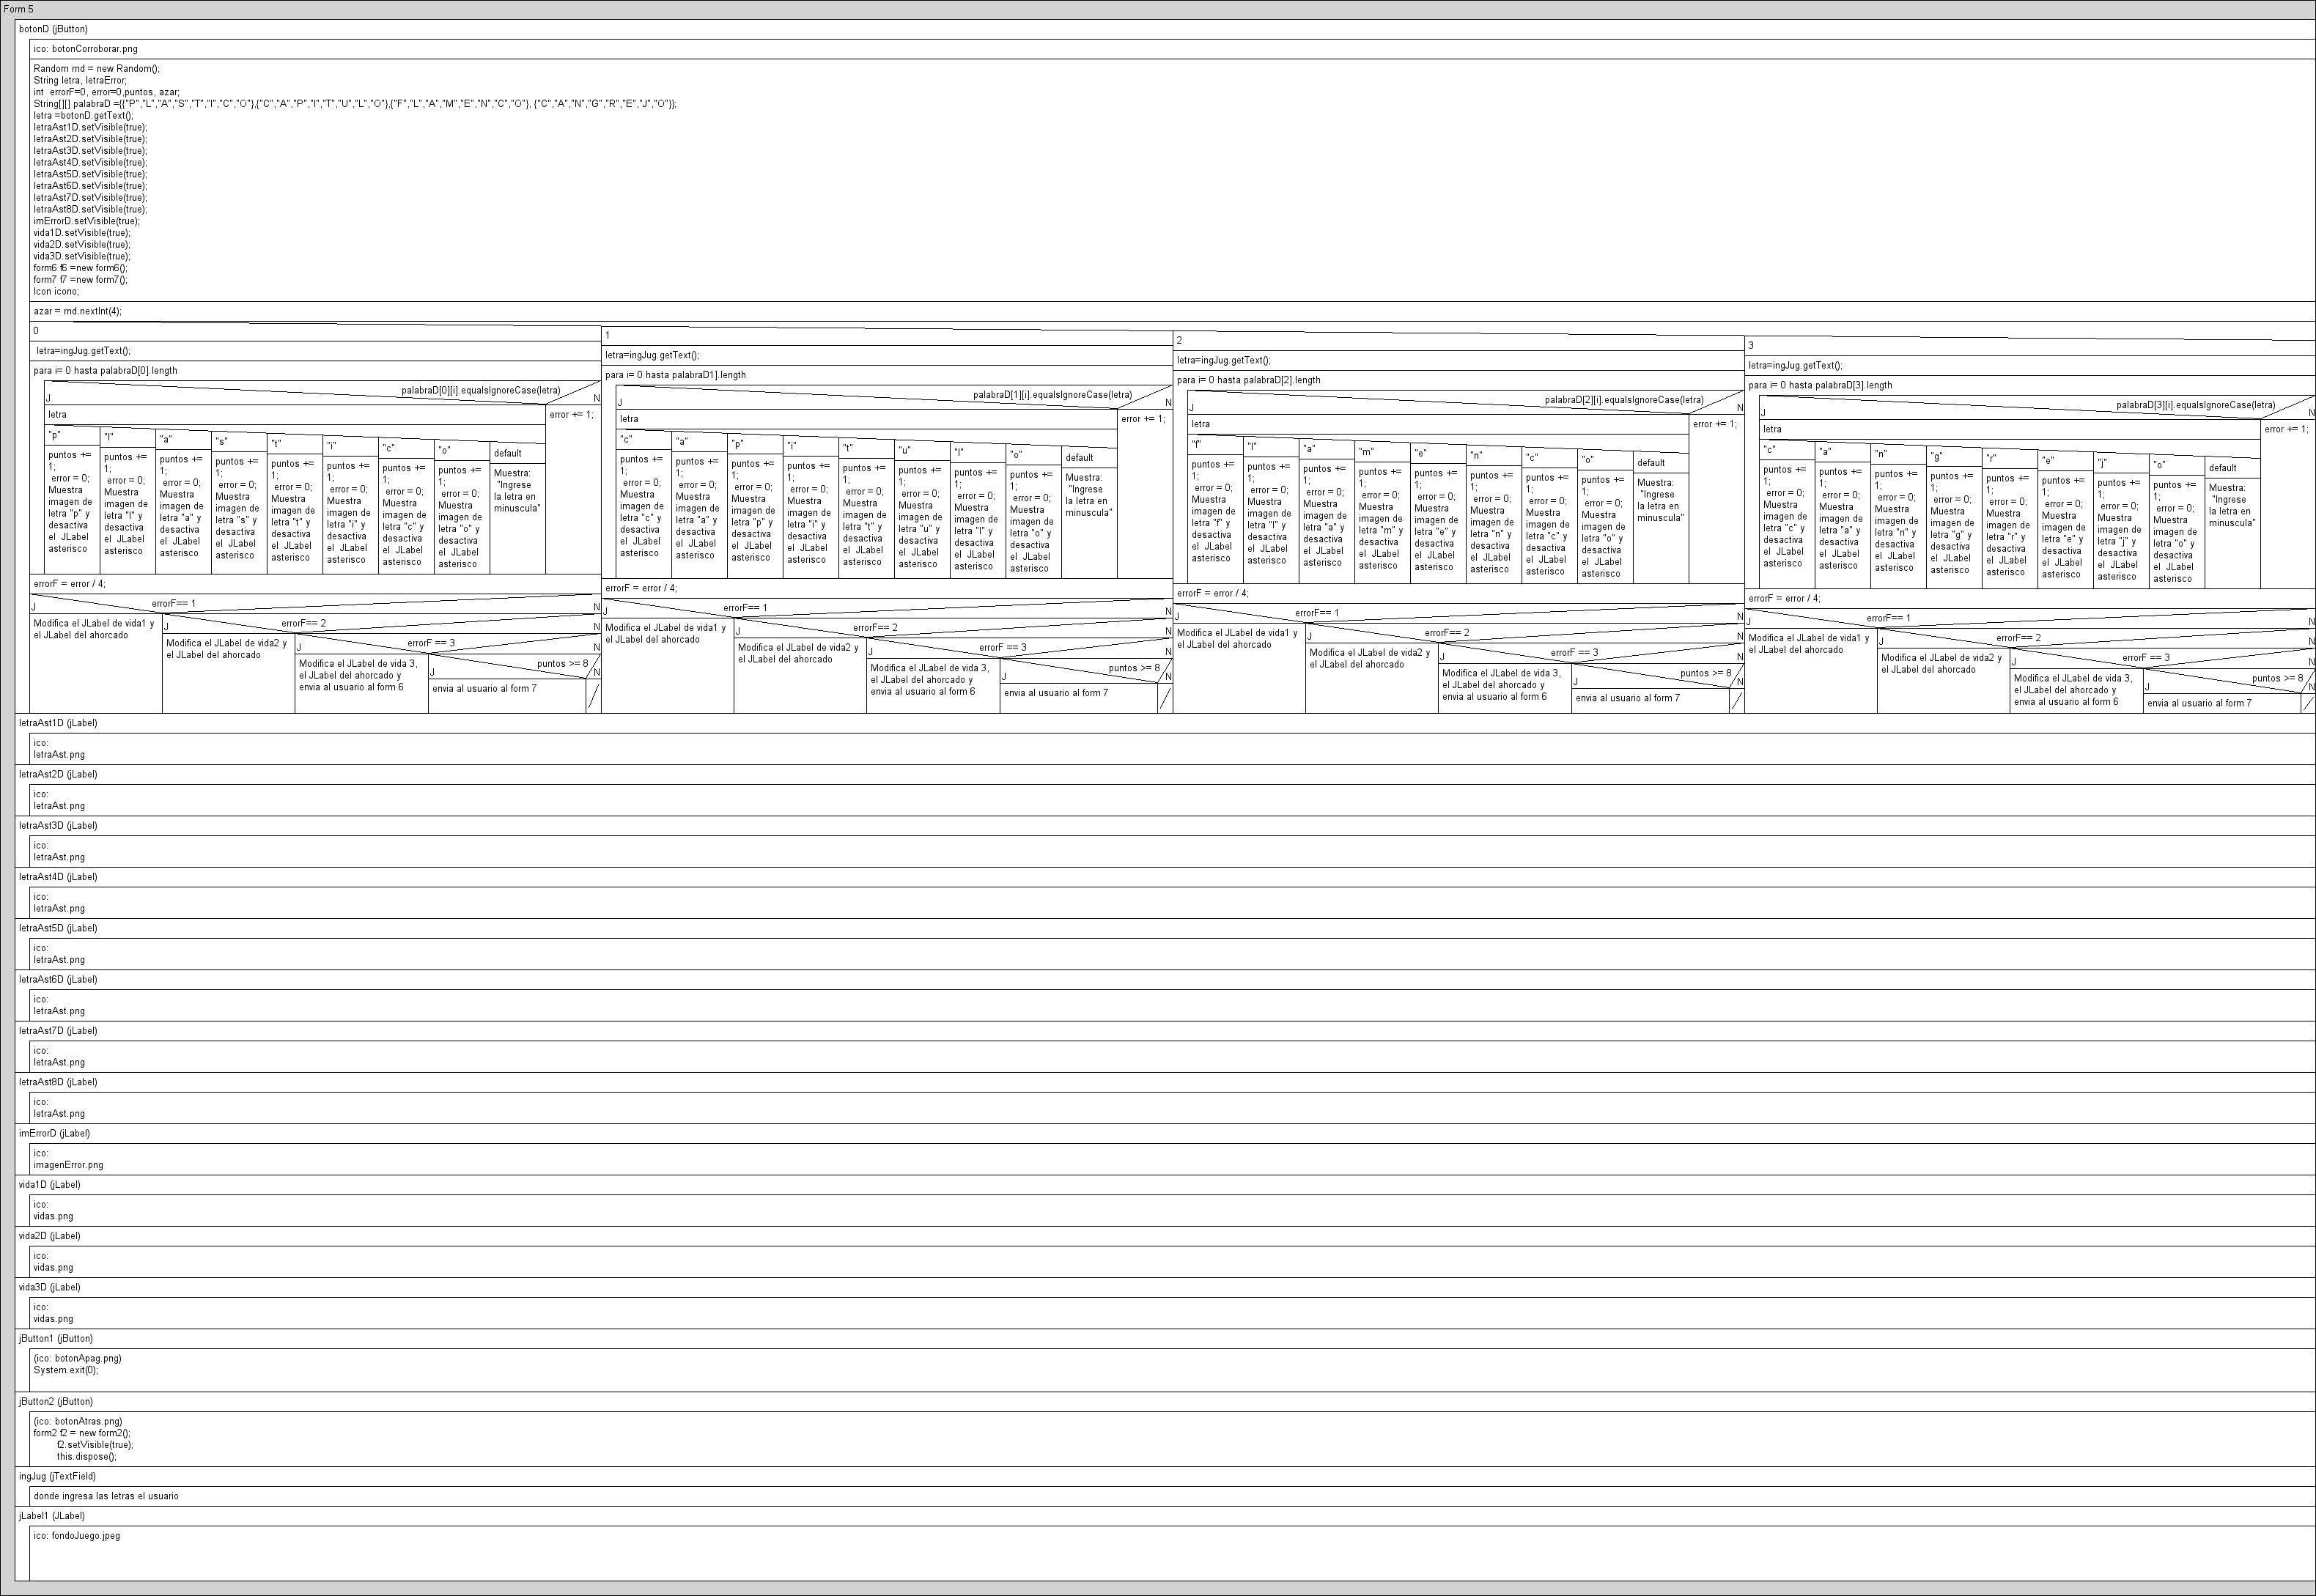 Form 5
botonD (jButton)
ico: botonCorroborar.png
Random rnd = new Random();
String letra, letraError;
int  errorF=0, error=0,puntos, azar;
String[][] palabraD ={{"P","L","A","S","T","I","C","O"},{"C","A","P","I","T","U","L","O"},{"F","L","A","M","E","N","C","O"}, {"C","A","N","G","R","E","J","O"}};
letra =botonD.getText();
letraAst1D.setVisible(true);
letraAst2D.setVisible(true);
letraAst3D.setVisible(true);
letraAst4D.setVisible(true);
letraAst5D.setVisible(true);
letraAst6D.setVisible(true);
letraAst7D.setVisible(true);
letraAst8D.setVisible(true);
imErrorD.setVisible(true);
vida1D.setVisible(true);
vida2D.setVisible(true);
vida3D.setVisible(true);
form6 f6 =new form6();
form7 f7 =new form7();
Icon icono;
azar = rnd.nextInt(4);
0
letra=ingJug.getText();
para i= 0 hasta palabraD[0].length
palabraD[0][i].equalsIgnoreCase(letra)
J
N
letra
"p"
puntos +=
1;
error = 0;
Muestra
imagen de
letra "p" y
desactiva
el  JLabel
asterisco
"l"
puntos +=
1;
error = 0;
Muestra
imagen de
letra "l" y
desactiva
el  JLabel
asterisco
"a"
puntos +=
1;
error = 0;
Muestra
imagen de
letra "a" y
desactiva
el  JLabel
asterisco
"s"
puntos +=
1;
error = 0;
Muestra
imagen de
letra "s" y
desactiva
el  JLabel
asterisco
"t"
puntos +=
1;
error = 0;
Muestra
imagen de
letra "t" y
desactiva
el  JLabel
asterisco
"i"
puntos +=
1;
error = 0;
Muestra
imagen de
letra "i" y
desactiva
el  JLabel
asterisco
"c"
puntos +=
1;
error = 0;
Muestra
imagen de
letra "c" y
desactiva
el  JLabel
asterisco
"o"
puntos +=
1;
error = 0;
Muestra
imagen de
letra "o" y
desactiva
el  JLabel
asterisco
default
Muestra:
"Ingrese
la letra en
minuscula"
error += 1;
errorF = error / 4;
errorF== 1
J
N
Modifica el JLabel de vida1 y
el JLabel del ahorcado
errorF== 2
J
N
Modifica el JLabel de vida2 y
el JLabel del ahorcado
errorF == 3
J
N
Modifica el JLabel de vida 3,
el JLabel del ahorcado y
envia al usuario al form 6
puntos >= 8
J
N
envia al usuario al form 7
1
letra=ingJug.getText();
para i= 0 hasta palabraD1].length
palabraD[1][i].equalsIgnoreCase(letra)
J
N
letra
"c"
puntos +=
1;
error = 0;
Muestra
imagen de
letra "c" y
desactiva
el  JLabel
asterisco
"a"
puntos +=
1;
error = 0;
Muestra
imagen de
letra "a" y
desactiva
el  JLabel
asterisco
"p"
puntos +=
1;
error = 0;
Muestra
imagen de
letra "p" y
desactiva
el  JLabel
asterisco
"i"
puntos +=
1;
error = 0;
Muestra
imagen de
letra "i" y
desactiva
el  JLabel
asterisco
"t"
puntos +=
1;
error = 0;
Muestra
imagen de
letra "t" y
desactiva
el  JLabel
asterisco
"u"
puntos +=
1;
error = 0;
Muestra
imagen de
letra "u" y
desactiva
el  JLabel
asterisco
"l"
puntos +=
1;
error = 0;
Muestra
imagen de
letra "l" y
desactiva
el  JLabel
asterisco
"o"
puntos +=
1;
error = 0;
Muestra
imagen de
letra "o" y
desactiva
el  JLabel
asterisco
default
Muestra:
"Ingrese
la letra en
minuscula"
error += 1;
errorF = error / 4;
errorF== 1
J
N
Modifica el JLabel de vida1 y
el JLabel del ahorcado
errorF== 2
J
N
Modifica el JLabel de vida2 y
el JLabel del ahorcado
errorF == 3
J
N
Modifica el JLabel de vida 3,
el JLabel del ahorcado y
envia al usuario al form 6
puntos >= 8
J
N
envia al usuario al form 7
2
letra=ingJug.getText();
para i= 0 hasta palabraD[2].length
palabraD[2][i].equalsIgnoreCase(letra)
J
N
letra
"f"
puntos +=
1;
error = 0;
Muestra
imagen de
letra "f" y
desactiva
el  JLabel
asterisco
"l"
puntos +=
1;
error = 0;
Muestra
imagen de
letra "l" y
desactiva
el  JLabel
asterisco
"a"
puntos +=
1;
error = 0;
Muestra
imagen de
letra "a" y
desactiva
el  JLabel
asterisco
"m"
puntos +=
1;
error = 0;
Muestra
imagen de
letra "m" y
desactiva
el  JLabel
asterisco
"e"
puntos +=
1;
error = 0;
Muestra
imagen de
letra "e" y
desactiva
el  JLabel
asterisco
"n"
puntos +=
1;
error = 0;
Muestra
imagen de
letra "n" y
desactiva
el  JLabel
asterisco
"c"
puntos +=
1;
error = 0;
Muestra
imagen de
letra "c" y
desactiva
el  JLabel
asterisco
"o"
puntos +=
1;
error = 0;
Muestra
imagen de
letra "o" y
desactiva
el  JLabel
asterisco
default
Muestra:
"Ingrese
la letra en
minuscula"
error += 1;
errorF = error / 4;
errorF== 1
J
N
Modifica el JLabel de vida1 y
el JLabel del ahorcado
errorF== 2
J
N
Modifica el JLabel de vida2 y
el JLabel del ahorcado
errorF == 3
J
N
Modifica el JLabel de vida 3,
el JLabel del ahorcado y
envia al usuario al form 6
puntos >= 8
J
N
envia al usuario al form 7
3
letra=ingJug.getText();
para i= 0 hasta palabraD[3].length
palabraD[3][i].equalsIgnoreCase(letra)
J
N
letra
"c"
puntos +=
1;
error = 0;
Muestra
imagen de
letra "c" y
desactiva
el  JLabel
asterisco
"a"
puntos +=
1;
error = 0;
Muestra
imagen de
letra "a" y
desactiva
el  JLabel
asterisco
"n"
puntos +=
1;
error = 0;
Muestra
imagen de
letra "n" y
desactiva
el  JLabel
asterisco
"g"
puntos +=
1;
error = 0;
Muestra
imagen de
letra "g" y
desactiva
el  JLabel
asterisco
"r"
puntos +=
1;
error = 0;
Muestra
imagen de
letra "r" y
desactiva
el  JLabel
asterisco
"e"
puntos +=
1;
error = 0;
Muestra
imagen de
letra "e" y
desactiva
el  JLabel
asterisco
"j"
puntos +=
1;
error = 0;
Muestra
imagen de
letra "j" y
desactiva
el  JLabel
asterisco
"o"
puntos +=
1;
error = 0;
Muestra
imagen de
letra "o" y
desactiva
el  JLabel
asterisco
default
Muestra:
"Ingrese
la letra en
minuscula"
error += 1;
errorF = error / 4;
errorF== 1
J
N
Modifica el JLabel de vida1 y
el JLabel del ahorcado
errorF== 2
J
N
Modifica el JLabel de vida2 y
el JLabel del ahorcado
errorF == 3
J
N
Modifica el JLabel de vida 3,
el JLabel del ahorcado y
envia al usuario al form 6
puntos >= 8
J
N
envia al usuario al form 7
letraAst1D (jLabel)
ico:
letraAst.png
letraAst2D (jLabel)
ico:
letraAst.png
letraAst3D (jLabel)
ico:
letraAst.png
letraAst4D (jLabel)
ico:
letraAst.png
letraAst5D (jLabel)
ico:
letraAst.png
letraAst6D (jLabel)
ico:
letraAst.png
letraAst7D (jLabel)
ico:
letraAst.png
letraAst8D (jLabel)
ico:
letraAst.png
imErrorD (jLabel)
ico:
imagenError.png
vida1D (jLabel)
ico:
vidas.png
vida2D (jLabel)
ico:
vidas.png
vida3D (jLabel)
ico:
vidas.png
jButton1 (jButton)
(ico: botonApag.png)
System.exit(0);
jButton2 (jButton)
(ico: botonAtras.png)
form2 f2 = new form2();
f2.setVisible(true);
this.dispose();
ingJug (jTextField)
donde ingresa las letras el usuario
jLabel1 (JLabel)
ico: fondoJuego.jpeg